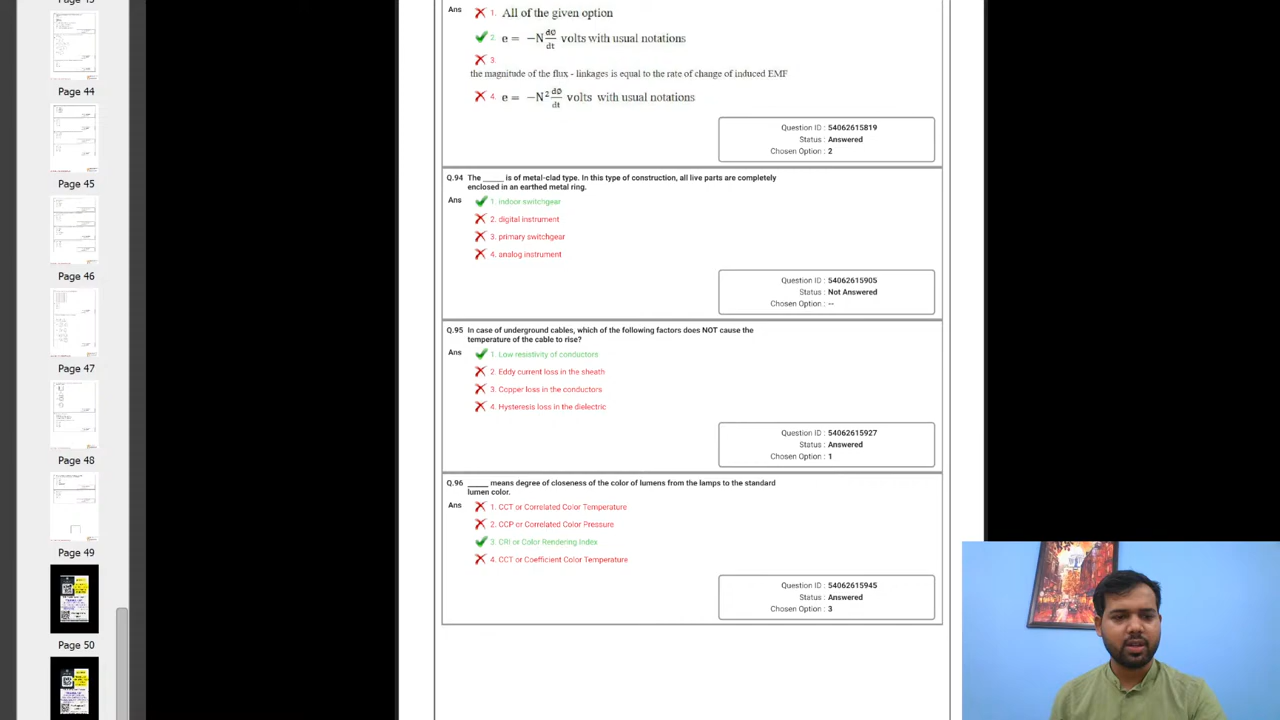 Ans
1. All of the given option
2. e = −N dØ/dt volts with usual notations
3.
the magnitude of the flux - linkages is equal to the rate of change of induced EMF
4. e = −N² dØ/dt volts with usual notations
Question ID : 54062615819
Status : Answered
Chosen Option : 2
Q.94 The _____ is of metal-clad type. In this type of construction, all live parts are completely
enclosed in an earthed metal ring.
Ans
1. indoor switchgear
2. digital instrument
3. primary switchgear
4. analog instrument
Question ID : 54062615905
Status : Not Answered
Chosen Option : --
Q.95 In case of underground cables, which of the following factors does NOT cause the
temperature of the cable to rise?
Ans
1. Low resistivity of conductors
2. Eddy current loss in the sheath
3. Copper loss in the conductors
4. Hysteresis loss in the dielectric
Question ID : 54062615927
Status : Answered
Chosen Option : 1
Q.96 _____ means degree of closeness of the color of lumens from the lamps to the standard
lumen color.
Ans
1. CCT or Correlated Color Temperature
2. CCP or Correlated Color Pressure
3. CRI or Color Rendering Index
4. CCT or Coefficient Color Temperature
Question ID : 54062615945
Status : Answered
Chosen Option : 3
Page 44
Page 45
Page 46
Page 47
Page 48
Page 49
Page 50